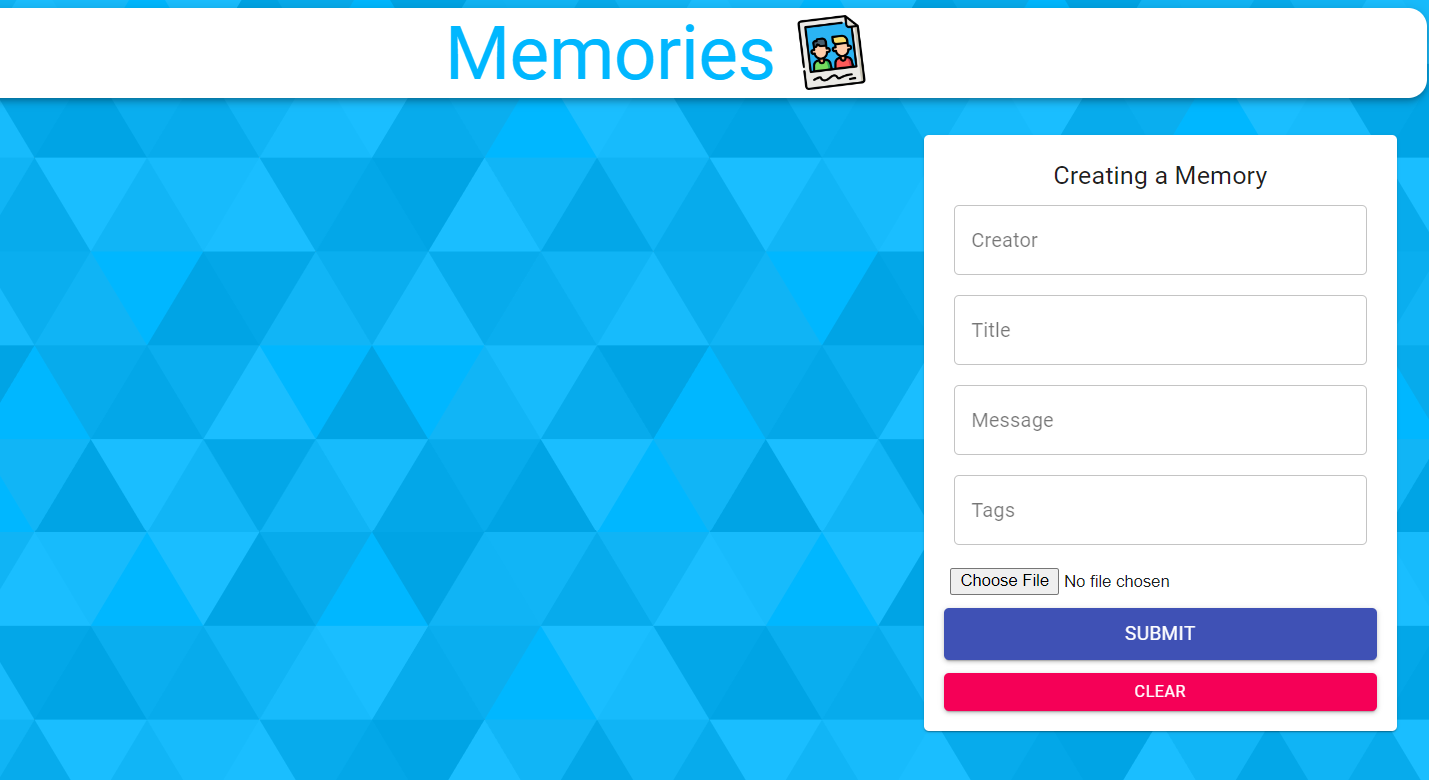 Memories
Creating a Memory
Creator
Title
Message
Tags
Choose File No file chosen
SUBMIT
CLEAR